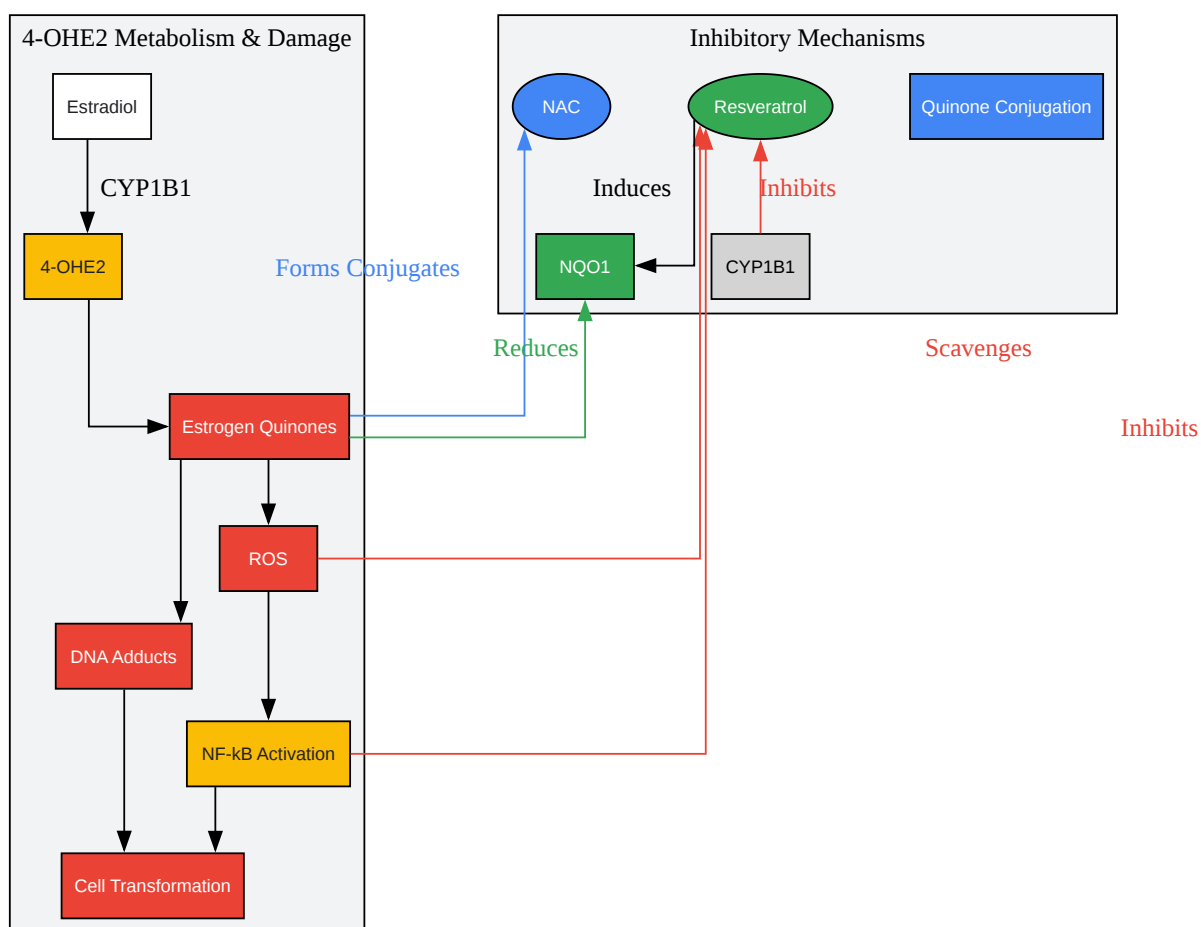 4-OHE2 Metabolism & Damage
Estradiol
CYP1B1
4-OHE2
Estrogen Quinones
ROS
DNA Adducts
NF-kB Activation
Cell Transformation
Forms Conjugates
Reduces
Inhibitory Mechanisms
NAC
Resveratrol
Quinone Conjugation
Induces
Inhibits
NQO1
CYP1B1
Scavenges
Inhibits